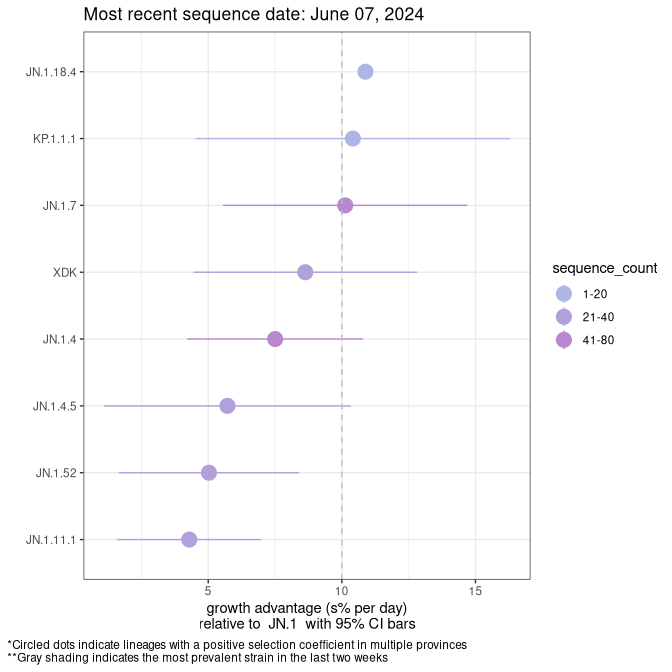 Most recent sequence date: June 07, 2024
JN.1.18.4
KP.1.1.1
JN.1.7
XDK
JN.1.4
JN.1.4.5
JN.1.52
JN.1.11.1
5 10 15
growth advantage (s% per day)
relative to  JN.1  with 95% CI bars
sequence_count
1-20
21-40
41-80
*Circled dots indicate lineages with a positive selection coefficient in multiple provinces
**Gray shading indicates the most prevalent strain in the last two weeks